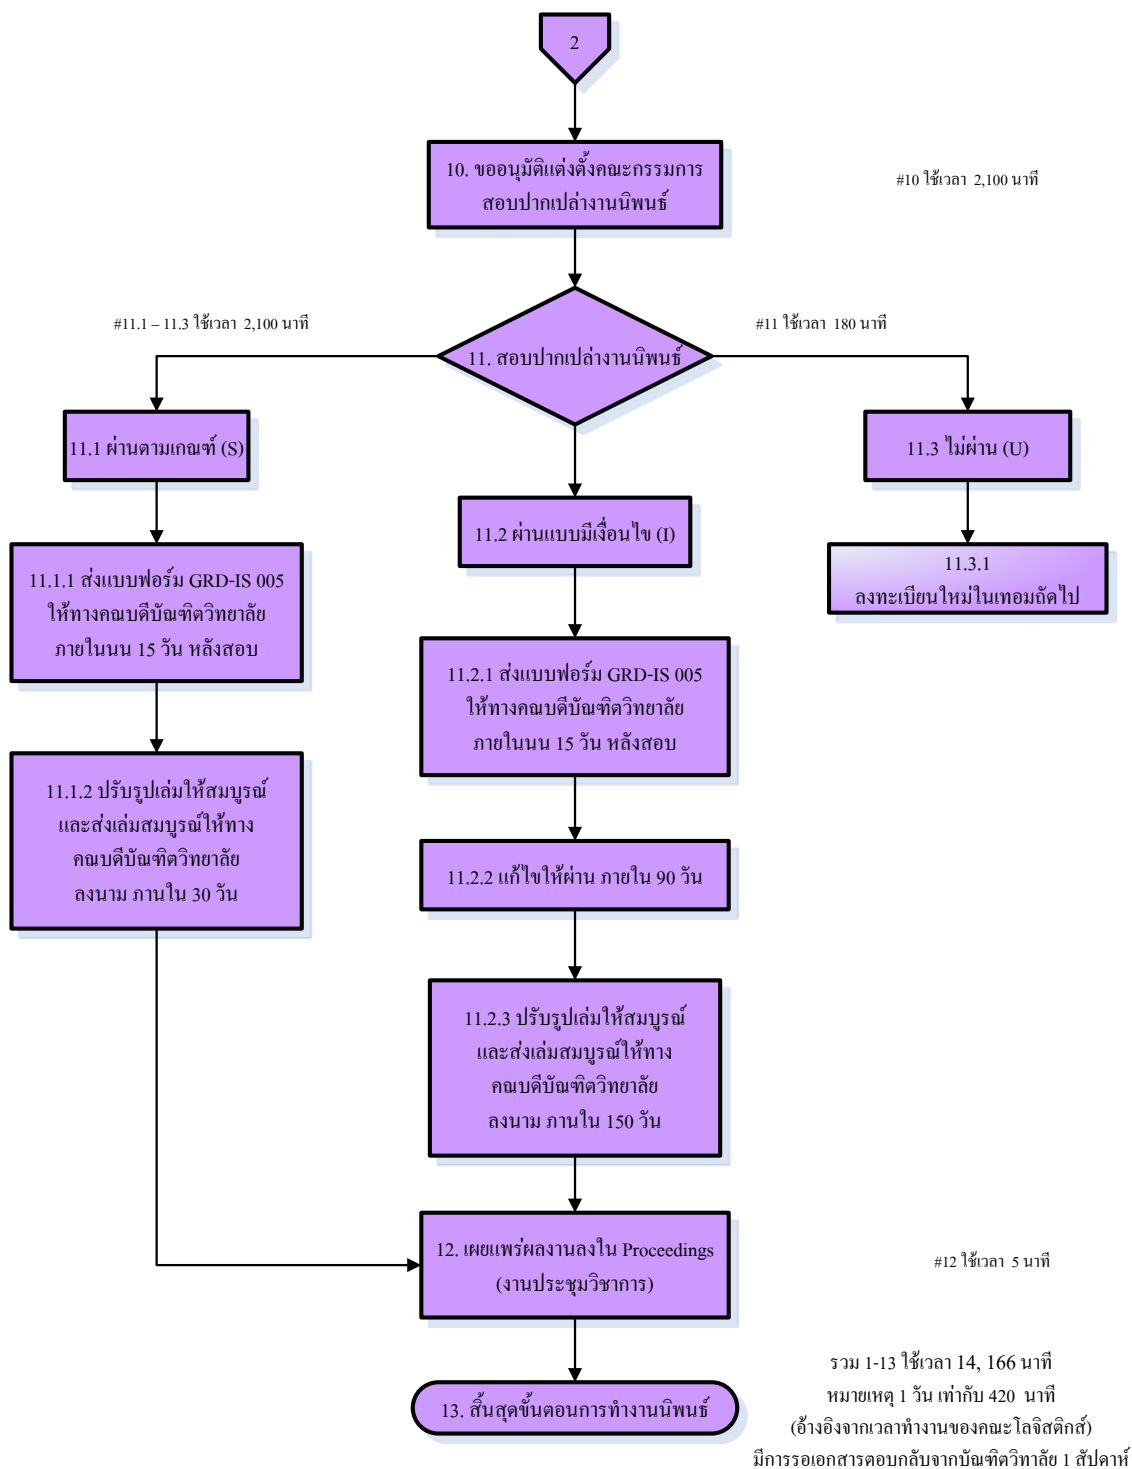 2
10. ขออนุมัติแต่งตั้งคณะกรรมการ
สอบปากเปล่างานนิพนธ์
#10 ใช้เวลา 2,100 นาที
#11.1 – 11.3 ใช้เวลา 2,100 นาที
#11 ใช้เวลา 180 นาที
11. สอบปากเปล่างานนิพนธ์
11.1 ผ่านตามเกณฑ์ (S)
11.3 ไม่ผ่าน (U)
11.2 ผ่านแบบมีเงื่อนไข (I)
11.1.1 ส่งแบบฟอร์ม GRD-IS 005
ให้ทางคณบดีบัณฑิตวิทยาลัย
ภายในนน 15 วัน หลังสอบ
11.3.1
ลงทะเบียนใหม่ในเทอมถัดไป
11.2.1 ส่งแบบฟอร์ม GRD-IS 005
ให้ทางคณบดีบัณฑิตวิทยาลัย
ภายในนน 15 วัน หลังสอบ
11.1.2 ปรับรูปเล่มให้สมบูรณ์
และส่งเล่มสมบูรณ์ให้ทาง
คณบดีบัณฑิตวิทยาลัย
ลงนาม ภานใน 30 วัน
11.2.2 แก้ไขให้ผ่าน ภายใน 90 วัน
11.2.3 ปรับรูปเล่มให้สมบูรณ์
และส่งเล่มสมบูรณ์ให้ทาง
คณบดีบัณฑิตวิทยาลัย
ลงนาม ภานใน 150 วัน
12. เผยแพร่ผลงานลงใน Proceedings
(งานประชุมวิชาการ)
#12 ใช้เวลา 5 นาที
13. สิ้นสุดขั้นตอนการทำงานนิพนธ์
รวม 1-13 ใช้เวลา 14, 166 นาที
หมายเหตุ 1 วัน เท่ากับ 420 นาที
(อ้างอิงจากเวลาทำงานของคณะโลจิสติกส์)
มีการรอเอกสารตอบกลับจากบัณฑิตวิทาลัย 1 สัปดาห์